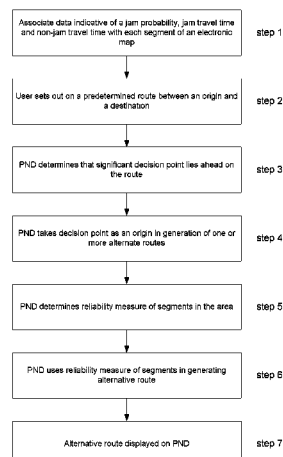 Associate data indicative of a jam probability, jam travel time
and non-jam travel time with each segment of an electronic
map
step 1
User sets out on a predetermined route between an origin and
a destination
step 2
PND determines that significant decision point lies ahead on
the route
step 3
PND takes decision point as an origin in generation of one or
more alternate routes
step 4
PND determines reliability measure of segments in the area
step 5
PND uses reliability measure of segments in generating
alternative route
step 6
Alternative route displayed on PND
step 7